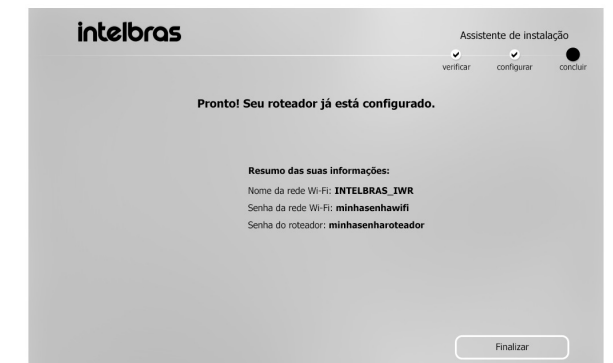 intelbras
Assistente de instalação
verificar configurar concluir
Pronto! Seu roteador já está configurado.
Resumo das suas informações:
Nome da rede Wi-Fi: INTELBRAS_IWR
Senha da rede Wi-Fi: minhasenhawifi
Senha do roteador: minhasenharoteador
Finalizar